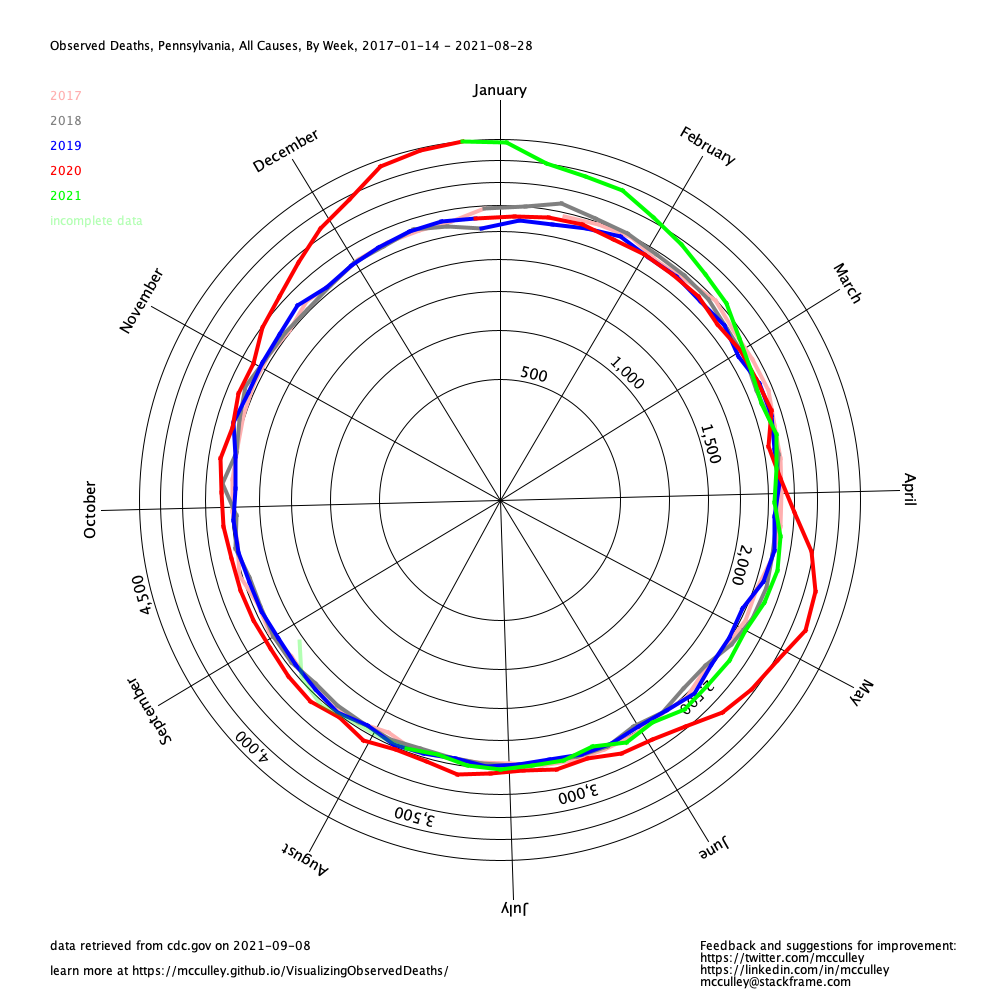 Observed Deaths, Pennsylvania, All Causes, By Week, 2017-01-14 - 2021-08-28
January
2017
2018
2019
2020
2021
incomplete data
December
February
November
March
500
1,000
1,500
October
April
2,000
4,500
2,500
September
May
4,000
3,500
3,000
August
June
July
data retrieved from cdc.gov on 2021-09-08
learn more at https://mcculley.github.io/VisualizingObservedDeaths/
Feedback and suggestions for improvement:
https://twitter.com/mcculley
https://linkedin.com/in/mcculley
mcculley@stackframe.com